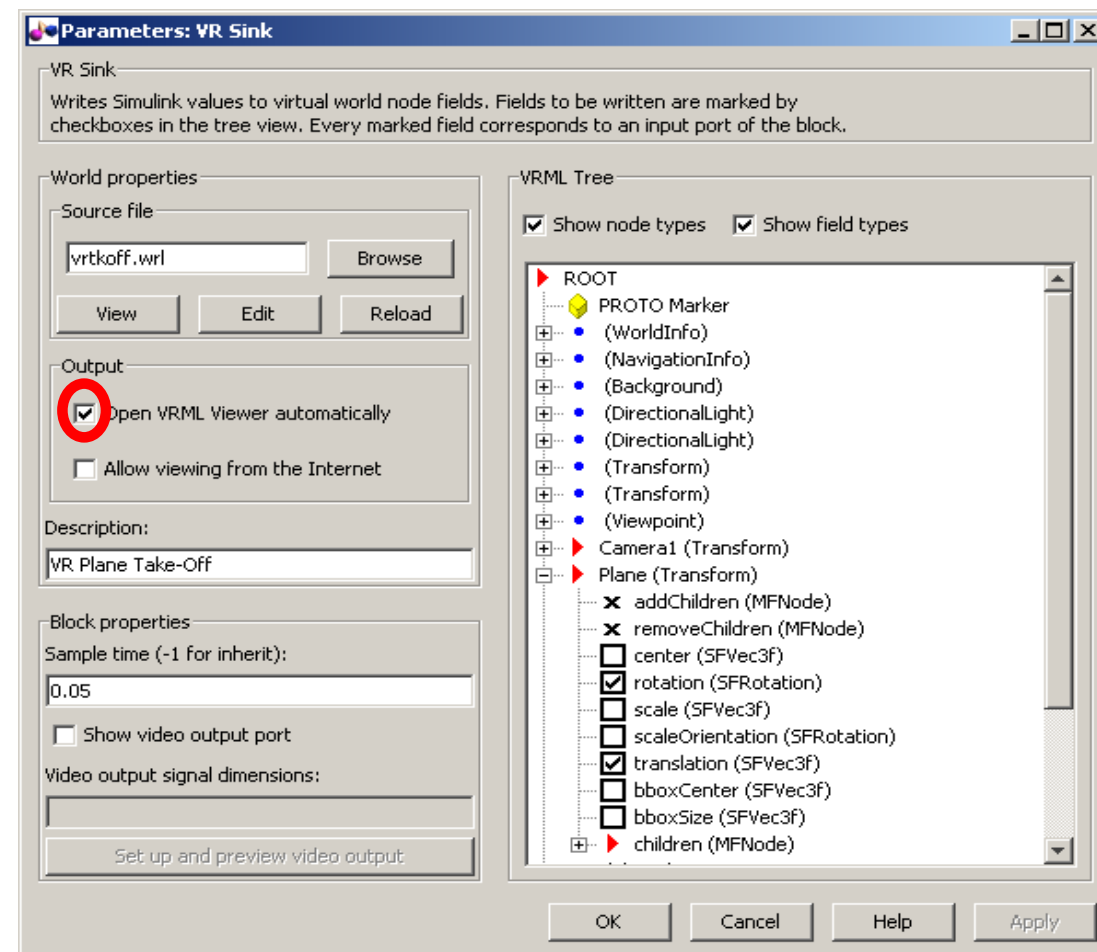 Parameters: VR Sink
VR Sink
Writes Simulink values to virtual world node fields. Fields to be written are marked by
checkboxes in the tree view. Every marked field corresponds to an input port of the block.
World properties
Source file
vrtkoff.wrl
Browse
View
Edit
Reload
Output
Open VRML Viewer automatically
Allow viewing from the Internet
Description:
VR Plane Take-Off
Block properties
Sample time (-1 for inherit):
0.05
Show video output port
Video output signal dimensions:
Set up and preview video output
VRML Tree
Show node types
Show field types
ROOT
PROTO Marker
(WorldInfo)
(NavigationInfo)
(Background)
(DirectionalLight)
(DirectionalLight)
(Transform)
(Transform)
(Viewpoint)
Camera1 (Transform)
Plane (Transform)
addChildren (MFNode)
removeChildren (MFNode)
center (SFVec3f)
rotation (SFRotation)
scale (SFVec3f)
scaleOrientation (SFRotation)
translation (SFVec3f)
bboxCenter (SFVec3f)
bboxSize (SFVec3f)
children (MFNode)
OK
Cancel
Help
Apply